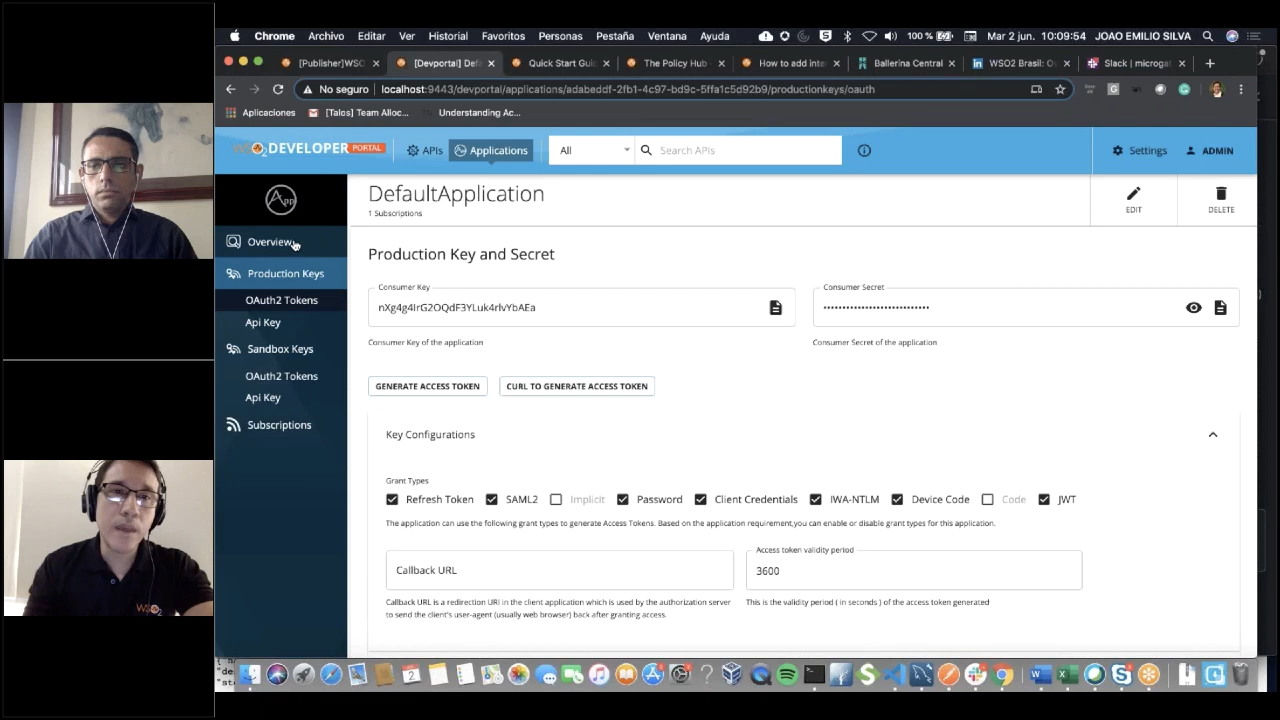 Chrome Archivo Editar Ver Historial Favoritos Personas Pestaña Ventana Ayuda 100 % Mar 2 jun. 10:09:54 JOAO EMILIO SILVA
[Publisher]WSO [Devportal] Defa Quick Start Gui The Policy Hub - How to add inte Ballerina Central WSO2 Brasil: Ov Slack | microgat
No seguro localhost:9443/devportal/applications/adabeddf-2fb1-4c97-bd9c-5ffa1c5d92b9/productionkeys/oauth
Aplicaciones [Talos] Team Alloc... Understanding Ac...
WSO2 DEVELOPER PORTAL APIs Applications All Search APIs Settings ADMIN
App
DefaultApplication
1 Subscriptions
EDIT
DELETE
Overview
Production Keys
OAuth2 Tokens
Api Key
Sandbox Keys
OAuth2 Tokens
Api Key
Subscriptions
Production Key and Secret
Consumer Key
nXg4g4IrG2OQdF3YLuk4rlvYbAEa
Consumer Key of the application
Consumer Secret
••••••••••••••••••••••••••••
Consumer Secret of the application
GENERATE ACCESS TOKEN CURL TO GENERATE ACCESS TOKEN
Key Configurations
Grant Types
Refresh Token SAML2 Implicit Password Client Credentials IWA-NTLM Device Code Code JWT
The application can use the following grant types to generate Access Tokens. Based on the application requirement,you can enable or disable grant types for this application.
Callback URL
Callback URL is a redirection URI in the client application which is used by the authorization server
to send the client's user-agent (usually web browser) back after granting access.
Access token validity period
3600
This is the validity period ( in seconds ) of the access token generated
WSO2